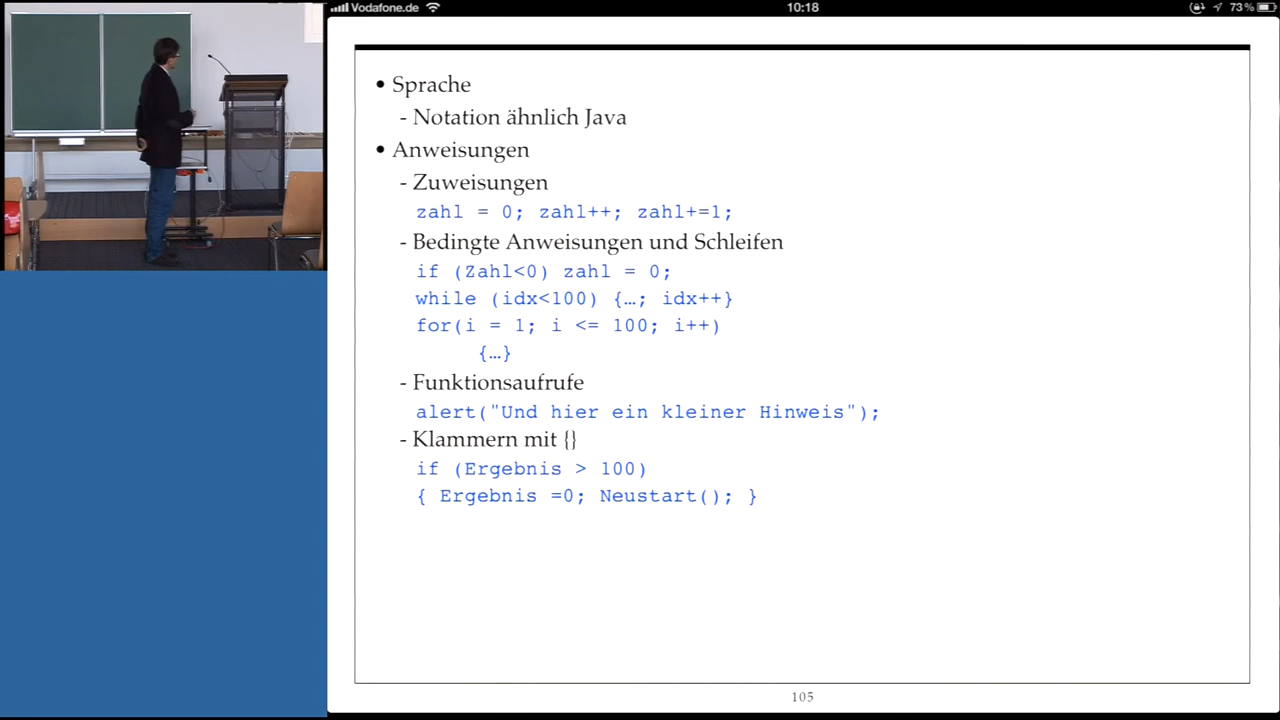 Vodafone.de
10:18
73%
• Sprache
- Notation ähnlich Java
• Anweisungen
- Zuweisungen
zahl = 0; zahl++; zahl+=1;
- Bedingte Anweisungen und Schleifen
if (Zahl<0) zahl = 0;
while (idx<100) {…; idx++}
for(i = 1; i <= 100; i++)
{…}
- Funktionsaufrufe
alert("Und hier ein kleiner Hinweis");
- Klammern mit {}
if (Ergebnis > 100)
{ Ergebnis =0; Neustart(); }
105